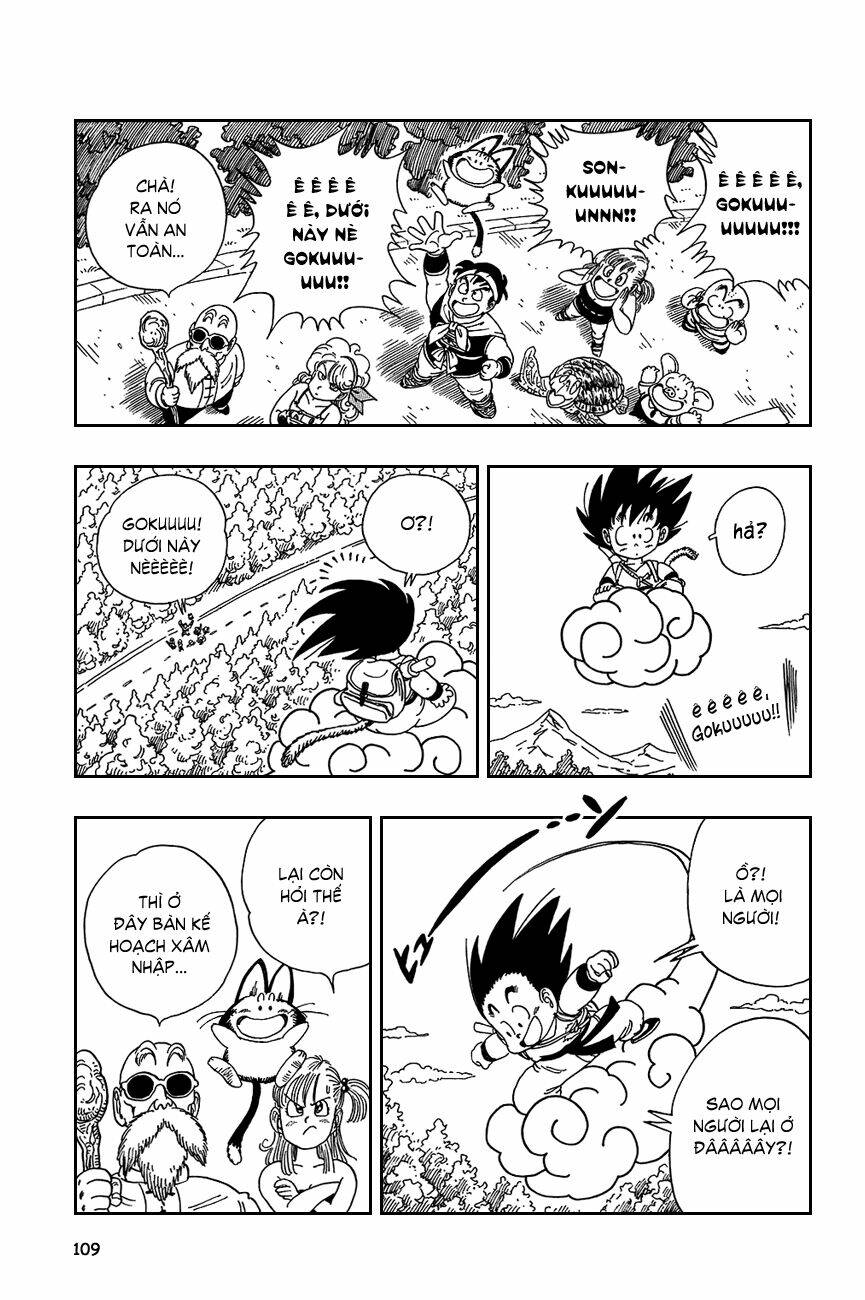 CHÀ!
RA NÓ
VẪN AN
TOÀN...
Ê Ê Ê Ê
Ê Ê, DƯỚI
NÀY NÈ
GOKUUU-
UUU!!
SON-
KUUUUU-
UNNN!!
Ê Ê Ê Ê Ê,
GOKUUU-
UUUUU!!!
GOKUUUU!
DƯỚI NÀY
NÈÈÈÈÈ!
Ơ?!
HẢ?
Ê Ê Ê Ê Ê,
GOKUUUUU!!
THÌ Ở
ĐÂY BÀN KẾ
HOẠCH XÂM
NHẬP...
LẠI CÒN
HỎI THẾ
À?!
Ồ?!
LÀ MỌI
NGƯỜI!
SAO MỌI
NGƯỜI LẠI Ở
ĐÂÂÂÂÂY?!
109